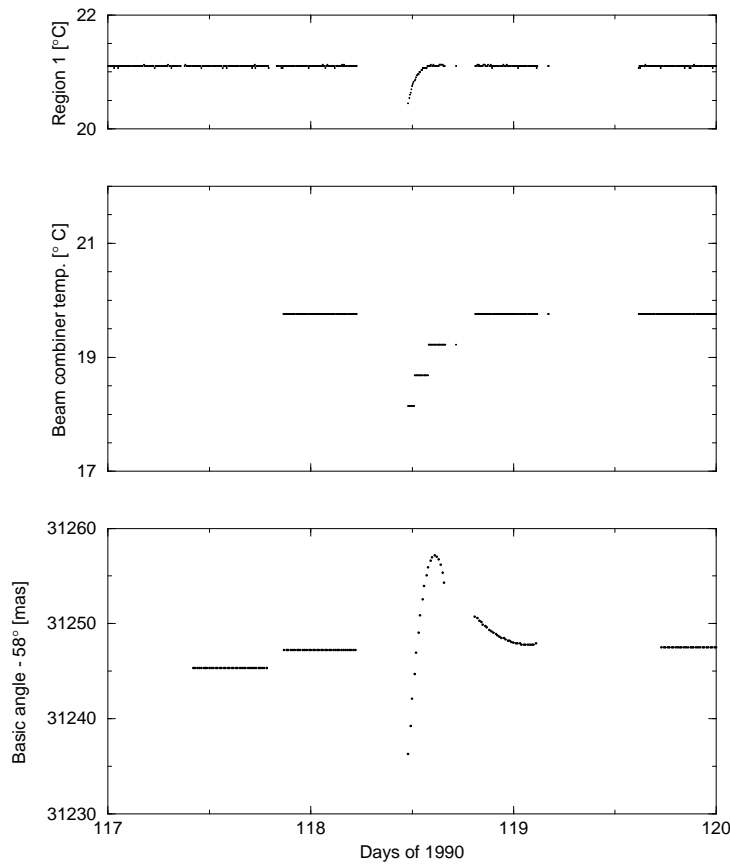 22
20
Region 1 [°C]
21
19
17
Beam combiner temp. [° C]
31260
31250
31240
31230
Basic angle - 58° [mas]
117 118 119 120
Days of 1990